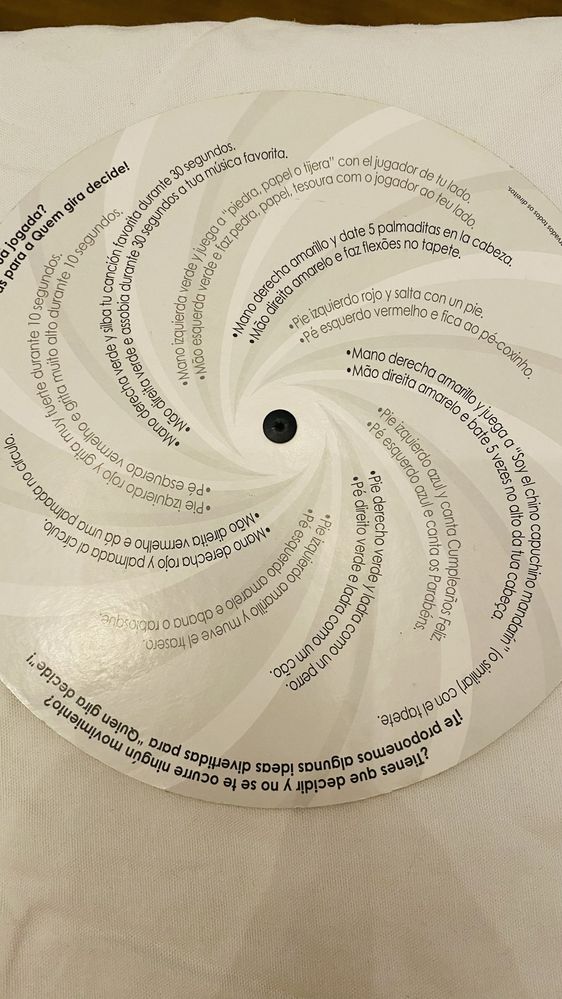 ¿Tienes que decidir y no se te ocurre ningún movimiento?
¡Te proponemos algunas ideas divertidas para "Quien gira decide"!
jogada?
para a Quem gira decide!
•Mano derecha amarillo y date 5 palmaditas en la cabeza.
•Mão direita amarelo e faz flexões no tapete.
•Pie izquierdo rojo y salta con un pie.
•Pé esquerdo vermelho e fica ao pé-coxinho.
•Mano derecha amarillo y juega a "Soy el chino capuchino mandarín" (o similar) con el tapete.
•Mão direita amarelo e bate 5 vezes no alto da tua cabeça.
•Pie izquierdo azul y canta Cumpleaños Feliz
•Pé esquerdo azul e canta os Parabéns.
•Pie derecho verde y ladra como un perro.
•Pé direito verde e ladra como um cão.
•Pie izquierdo amarillo y mueve el trasero.
•Pé esquerdo amarelo e abana o rabiosque.
•Mano derecha rojo y palmada al círculo.
•Mão direita vermelho e dá uma palmada no círculo.
•Pie izquierdo rojo y grita muy fuerte durante 10 segundos.
•Pé esquerdo vermelho e grita muito alto durante 10 segundos.
•Mano derecha verde y silba tu canción favorita durante 30 segundos.
•Mão direita verde e assobia durante 30 segundos a tua música favorita.
•Mano izquierda verde y juega a "piedra, papel o tijera" con el jugador de tu lado.
•Mão esquerda verde e faz pedra, papel, tesoura com o jogador ao teu lado.
todos os direitos.